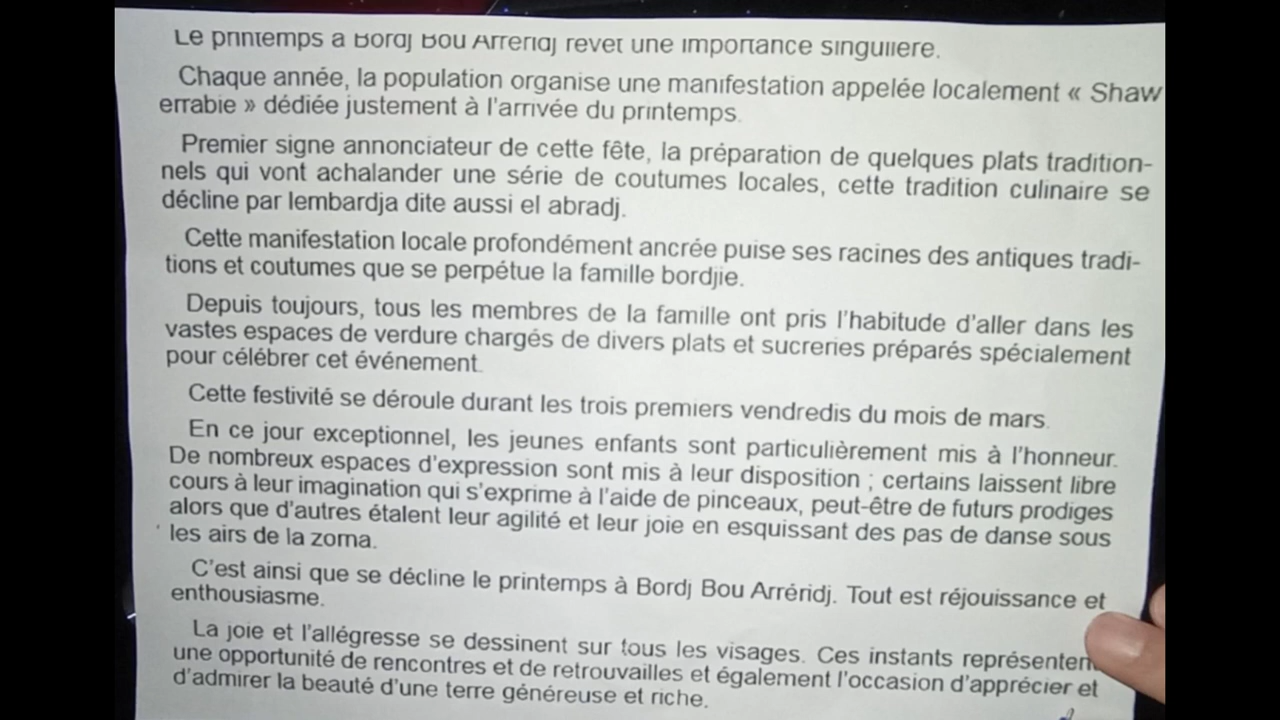 Le printemps à Bordj Bou Arréridj revêt une importance singulière.
Chaque année, la population organise une manifestation appelée localement « Shaw
errabie » dédiée justement à l'arrivée du printemps.
Premier signe annonciateur de cette fête, la préparation de quelques plats tradition-
nels qui vont achalander une série de coutumes locales, cette tradition culinaire se
décline par lembardja dite aussi el abradj.
Cette manifestation locale profondément ancrée puise ses racines des antiques tradi-
tions et coutumes que se perpétue la famille bordjie.
Depuis toujours, tous les membres de la famille ont pris l'habitude d'aller dans les
vastes espaces de verdure chargés de divers plats et sucreries préparés spécialement
pour célébrer cet événement.
Cette festivité se déroule durant les trois premiers vendredis du mois de mars.
En ce jour exceptionnel, les jeunes enfants sont particulièrement mis à l'honneur.
De nombreux espaces d'expression sont mis à leur disposition ; certains laissent libre
cours à leur imagination qui s'exprime à l'aide de pinceaux, peut-être de futurs prodiges
alors que d'autres étalent leur agilité et leur joie en esquissant des pas de danse sous
les airs de la zorna.
C'est ainsi que se décline le printemps à Bordj Bou Arréridj. Tout est réjouissance et
enthousiasme.
La joie et l'allégresse se dessinent sur tous les visages. Ces instants représentent
une opportunité de rencontres et de retrouvailles et également l'occasion d'apprécier et
d'admirer la beauté d'une terre généreuse et riche.